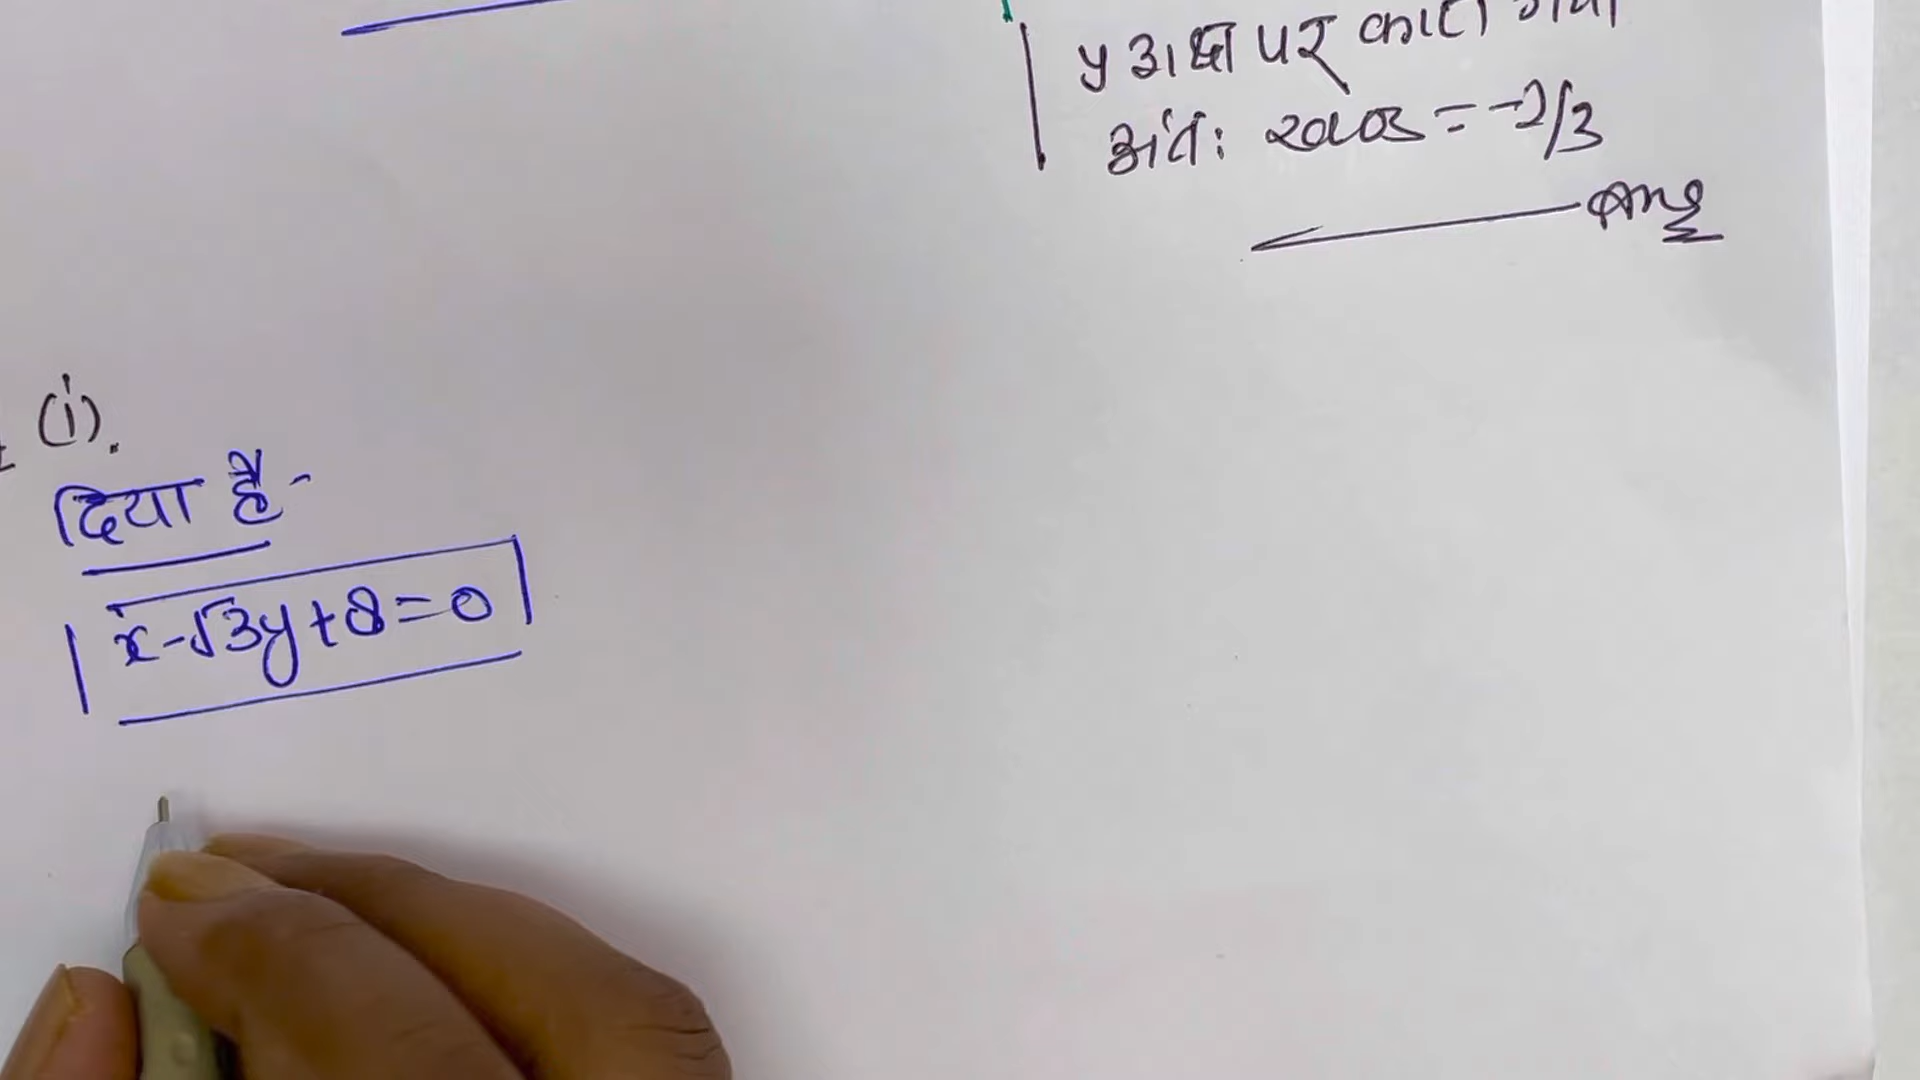 y अक्ष पर काटा गया
अंतः खण्ड = -2/3
Ans
(i).
दिया है -
x-√3y+8=0